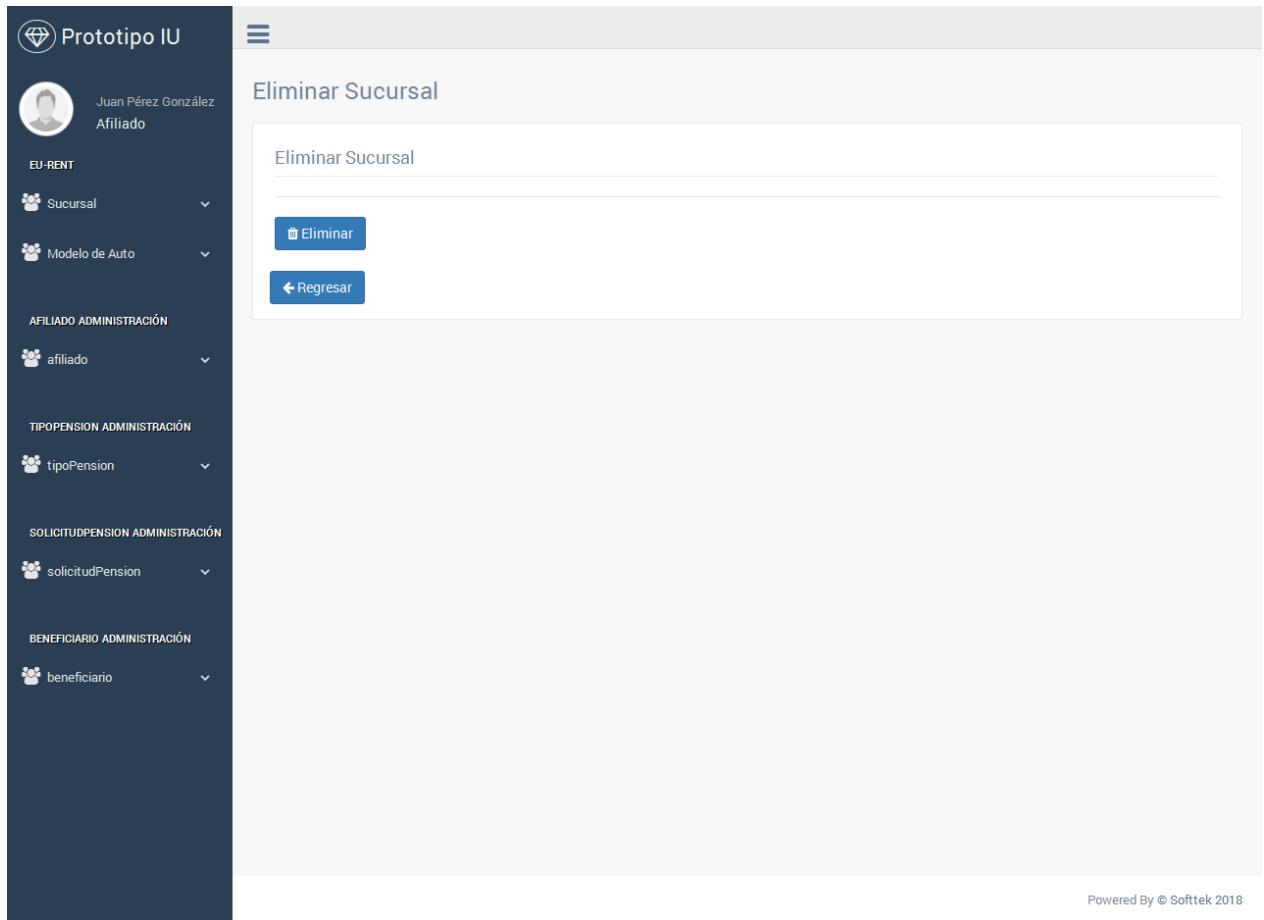 Prototipo IU
Juan Pérez González
Afiliado
EU-RENT
Sucursal
Modelo de Auto
AFILIADO ADMINISTRACIÓN
afiliado
TIPOPENSION ADMINISTRACIÓN
tipoPension
SOLICITUDPENSION ADMINISTRACIÓN
solicitudPension
BENEFICIARIO ADMINISTRACIÓN
beneficiario
Eliminar Sucursal
Eliminar Sucursal
Eliminar
Regresar
Powered By © Softtek 2018